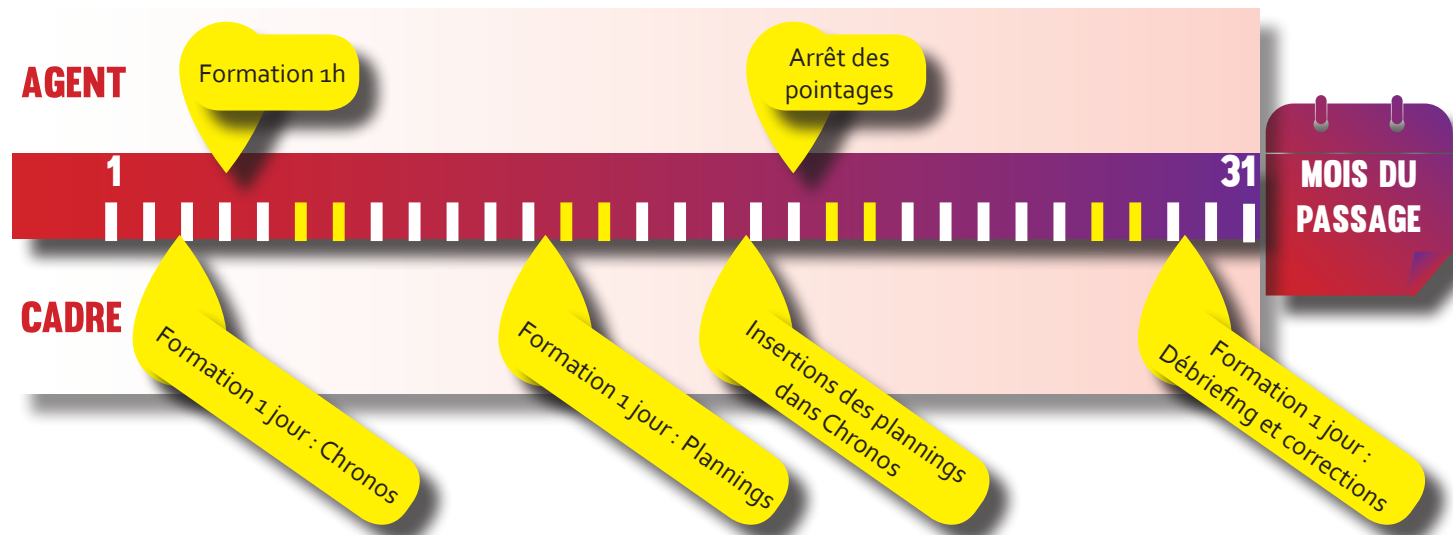 AGENT
Formation 1h
Arrêt des
pointages
1
31
MOIS DU
PASSAGE
CADRE
Formation 1 jour : Chronos
Formation 1 jour : Plannings
Insertions des plannings
dans Chronos
Formation 1 jour :
Débriefing et corrections